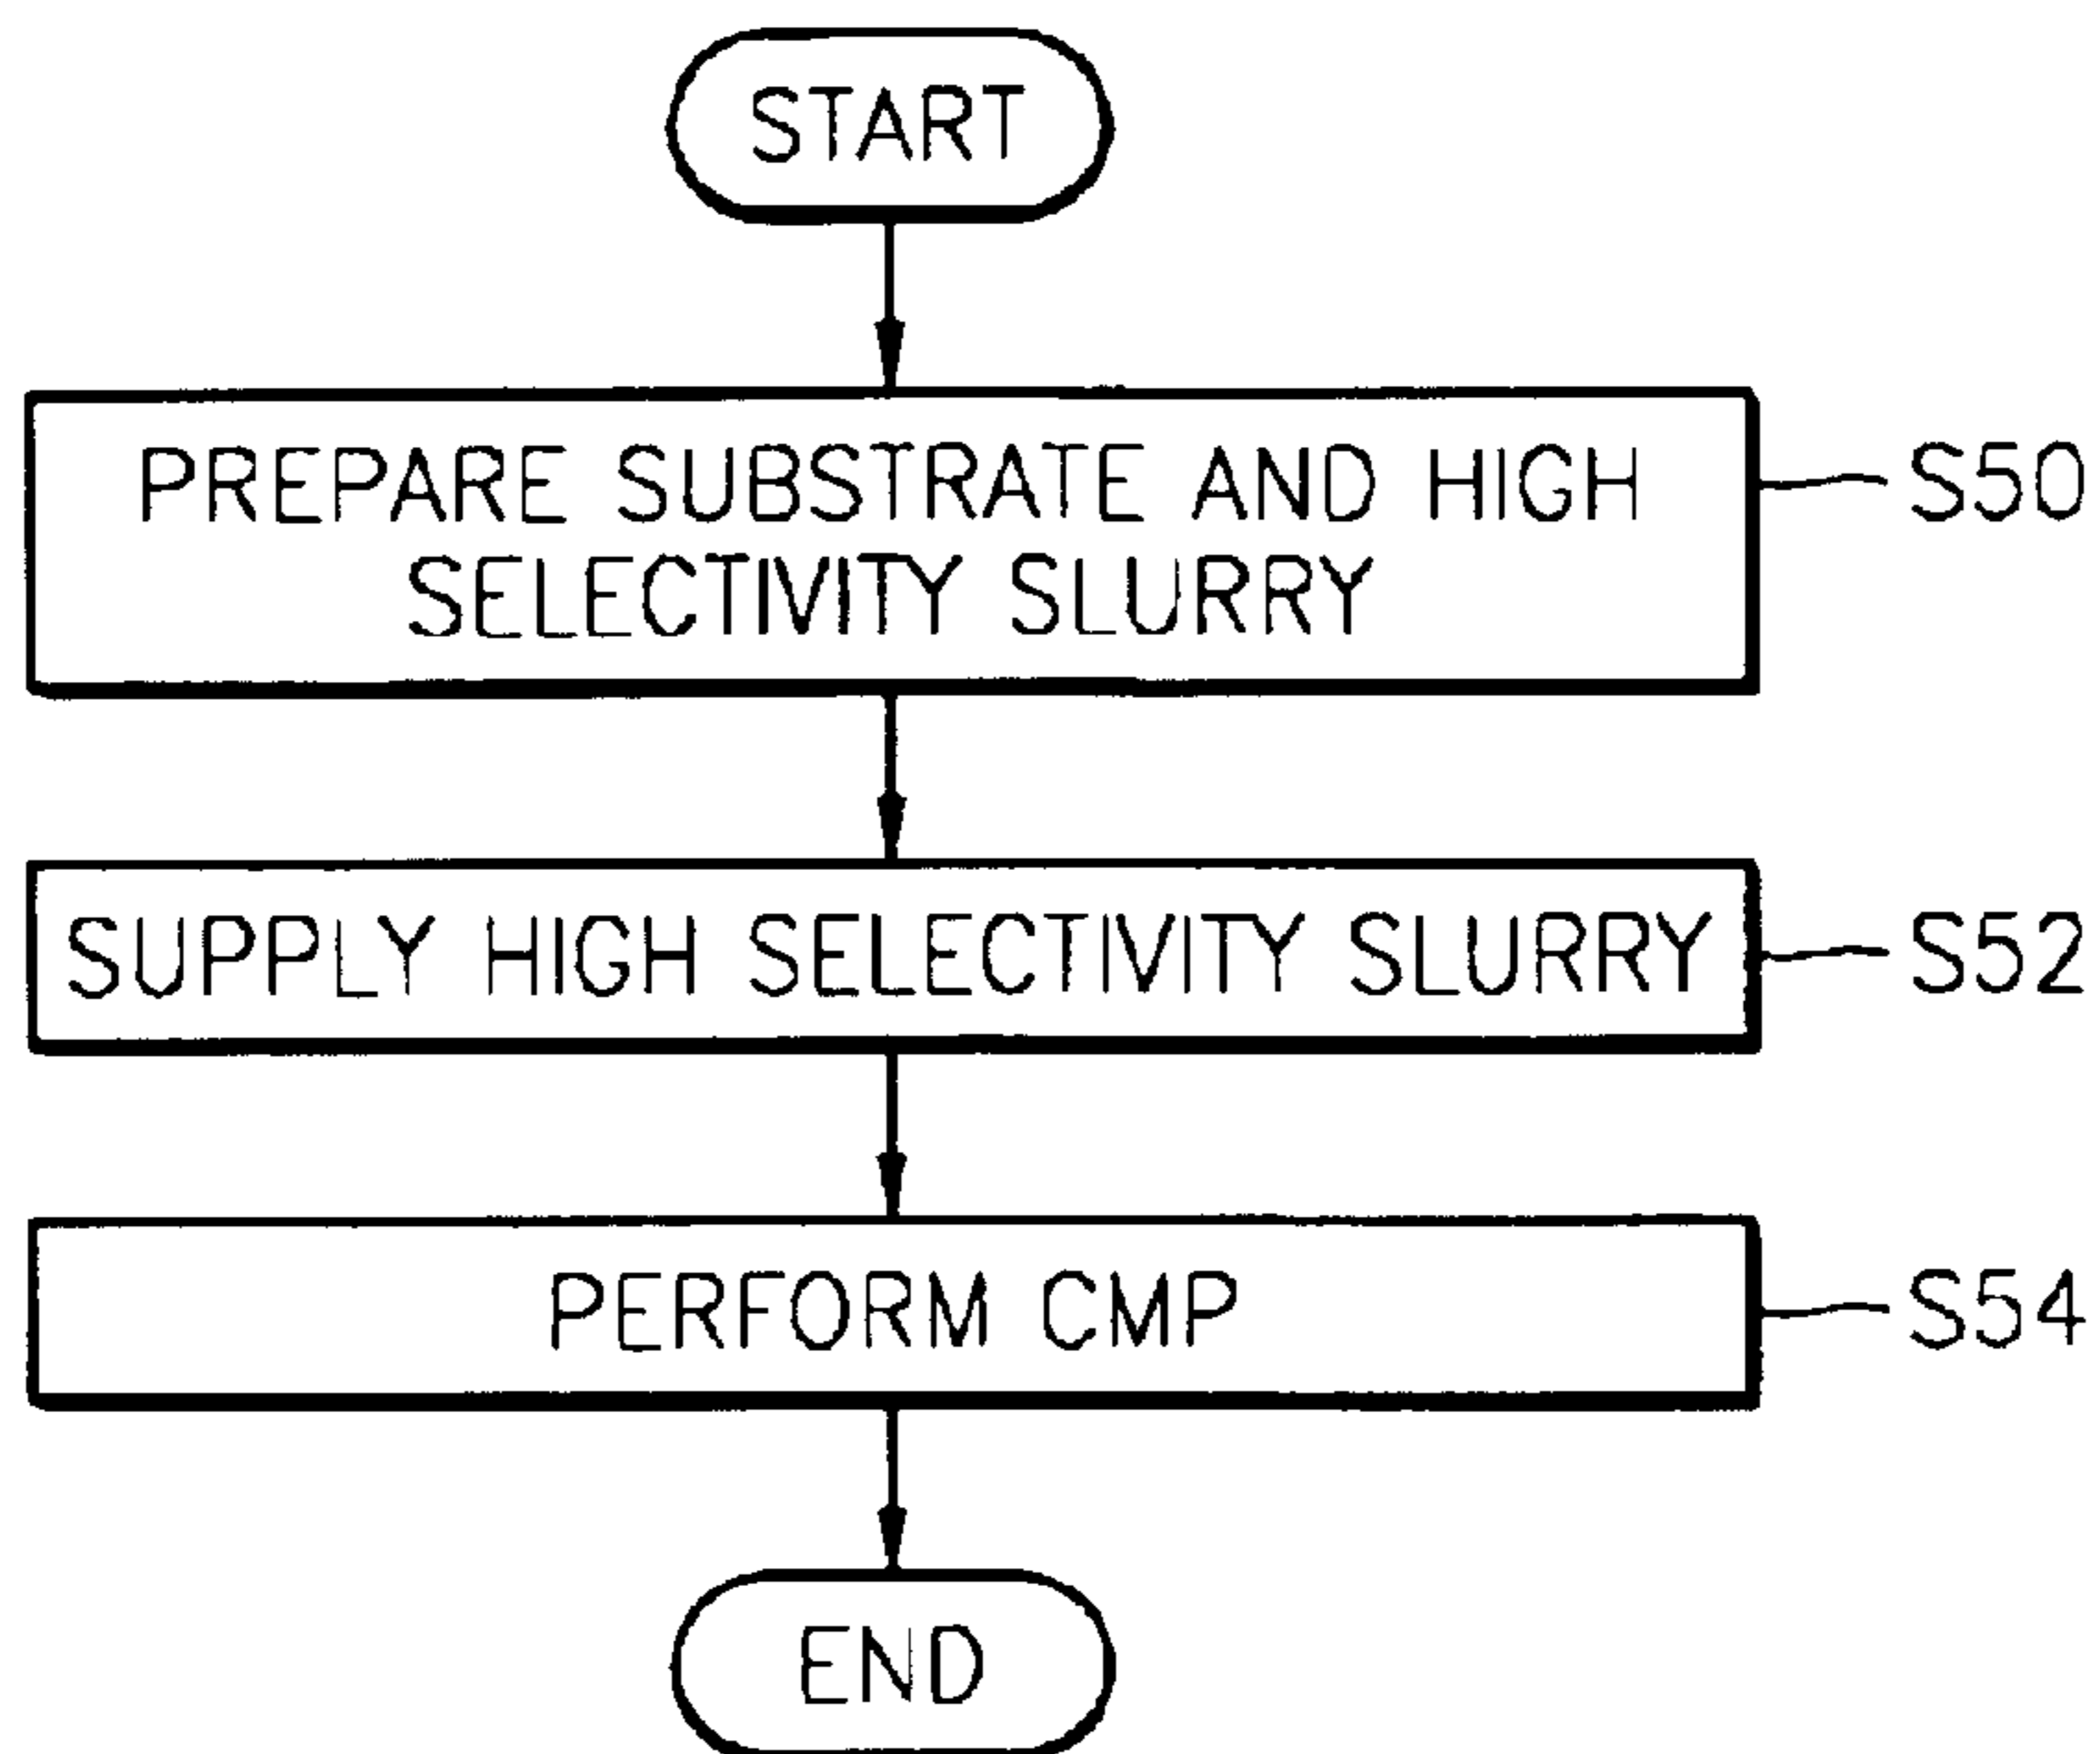 START
PREPARE SUBSTRATE AND HIGH
SELECTIVITY SLURRY
S50
SUPPLY HIGH SELECTIVITY SLURRY
S52
PERFORM CMP
S54
END